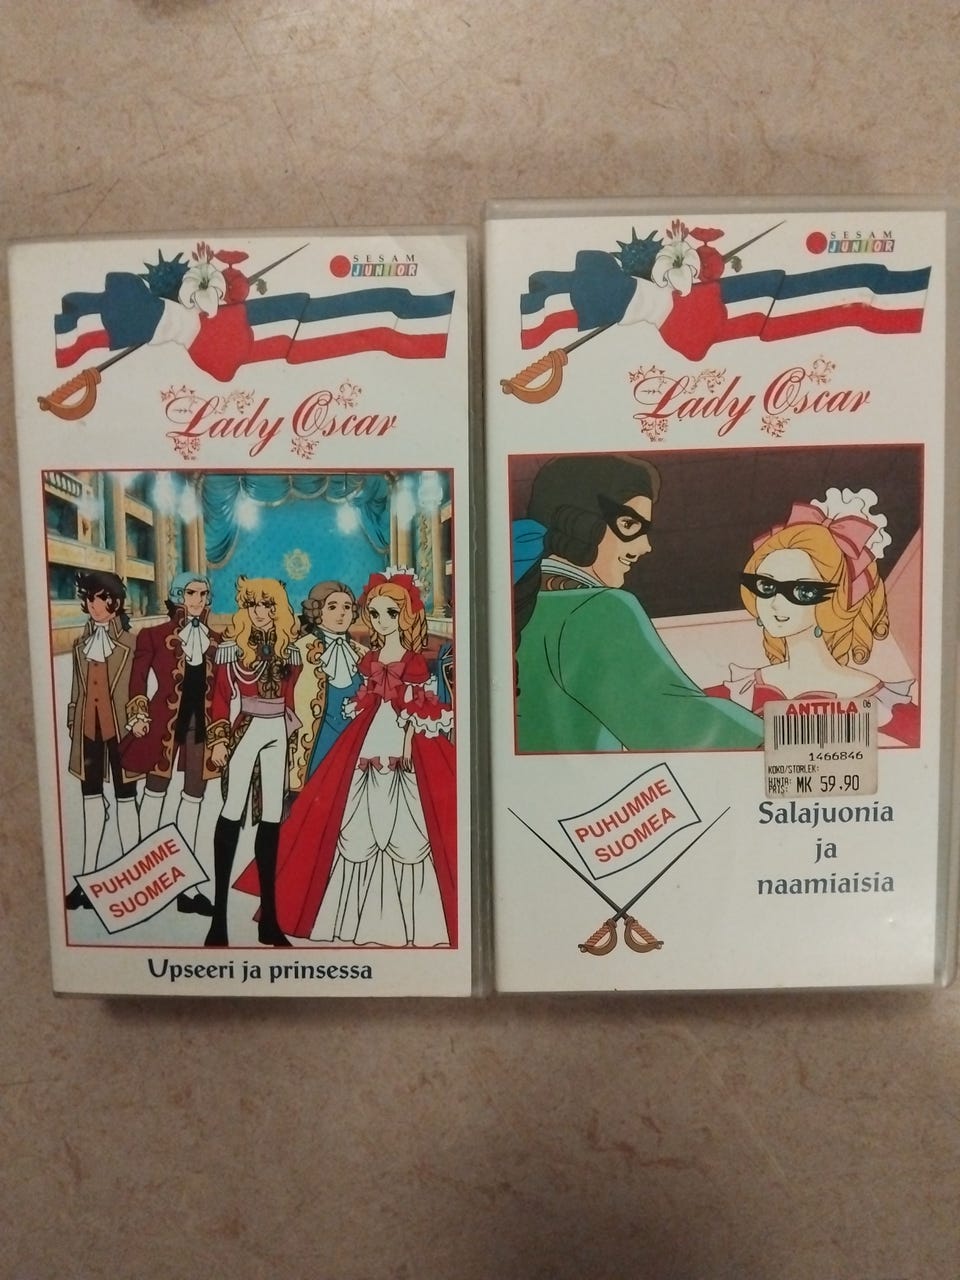 SESAM
JUNIOR
Lady Oscar
PUHUMME
SUOMEA
Upseeri ja prinsessa
SESAM
JUNIOR
Lady Oscar
ANTTILA 06
1466846
KOKO/STORLEK:
HINTA:
PRIS: MK 59.90
PUHUMME
SUOMEA
Salajuonia
ja
naamiaisia